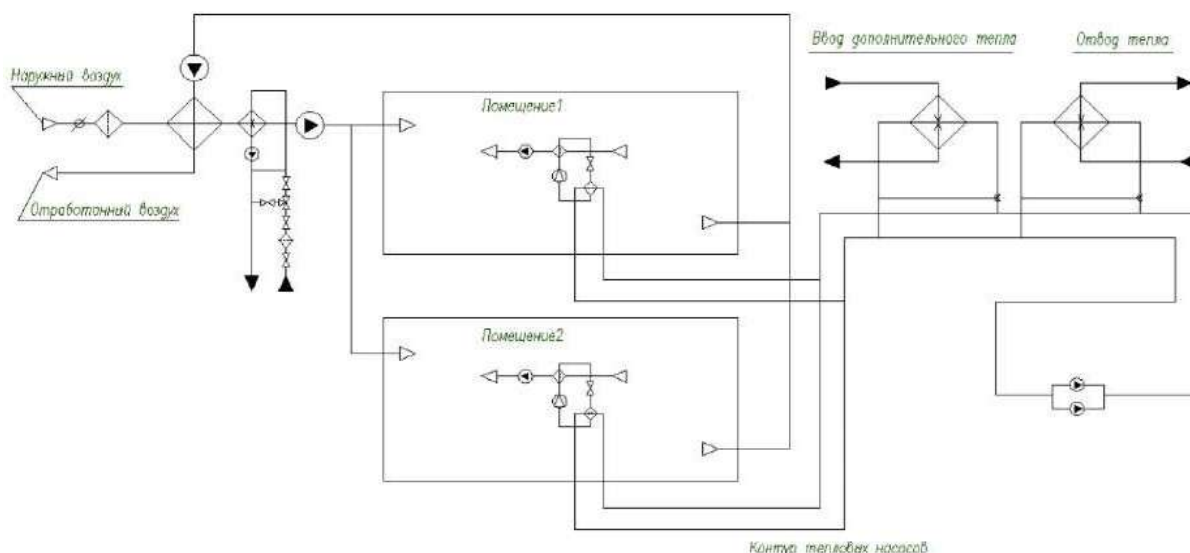 Ввод дополнительного тепла
Отвод тепла
Наружный воздух
Помещение1
Отработанный воздух
Помещение2
Контур тепловых насосов